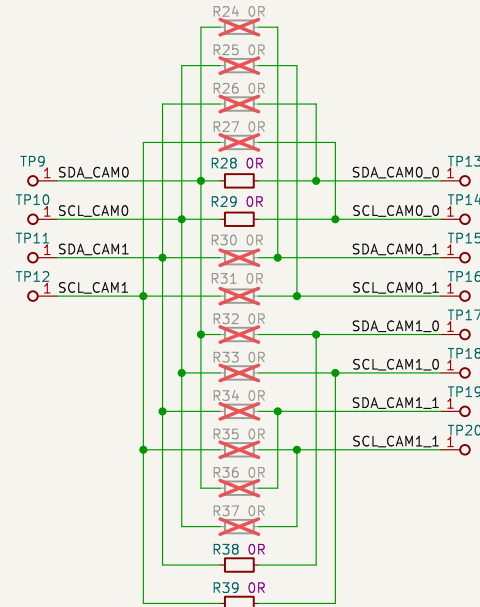 R24 0R
R25 0R
R26 0R
R27 0R
TP9 R28 0R TP13
1 SDA_CAM0 SDA_CAM0_0 1
TP10 R29 0R TP14
1 SCL_CAM0 SCL_CAM0_0 1
TP11 R30 0R TP15
1 SDA_CAM1 SDA_CAM0_1 1
TP12 R31 0R TP16
1 SCL_CAM1 SCL_CAM0_1 1
R32 0R TP17
SDA_CAM1_0 1
R33 0R TP18
SCL_CAM1_0 1
R34 0R TP19
SDA_CAM1_1 1
R35 0R TP20
SCL_CAM1_1 1
R36 0R
R37 0R
R38 0R
R39 0R